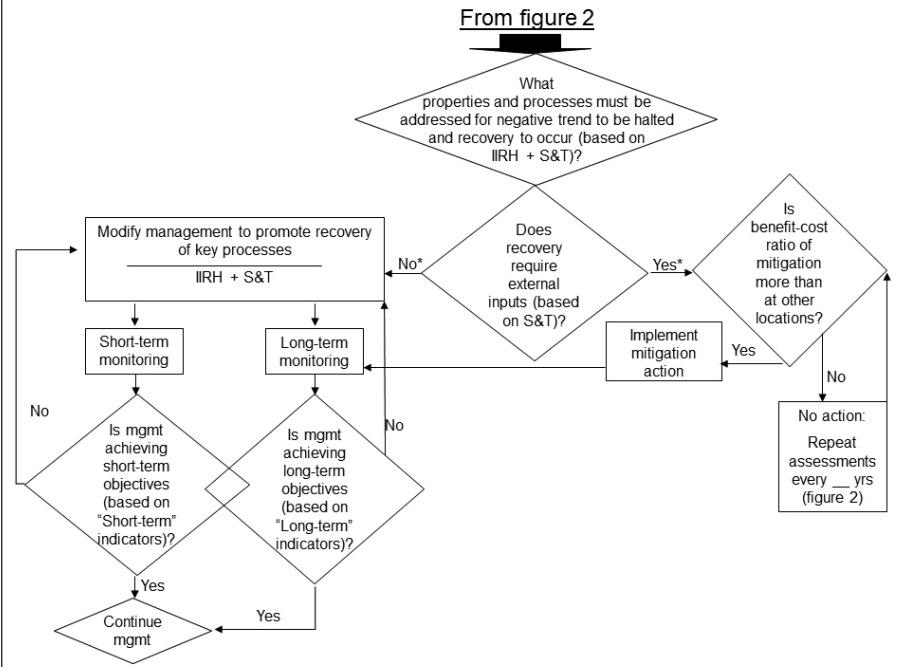 From figure 2
What
properties and processes must be
addressed for negative trend to be halted
and recovery to occur (based on
IIRH + S&T)?
Does
recovery
require
external
inputs (based
on S&T)?
No*
Yes*
Is
benefit-cost
ratio of
mitigation
more than
at other
locations?
Modify management to promote recovery
of key processes
IIRH + S&T
Short-term
monitoring
Long-term
monitoring
Implement
mitigation
action
Yes
No
No action:
Repeat
assessments
every __ yrs
(figure 2)
No
Is mgmt
achieving
short-term
objectives
(based on
“Short-term”
indicators)?
Is mgmt
achieving
long-term
objectives
(based on
“Long-term”
indicators)?
No
Yes
Yes
Continue
mgmt